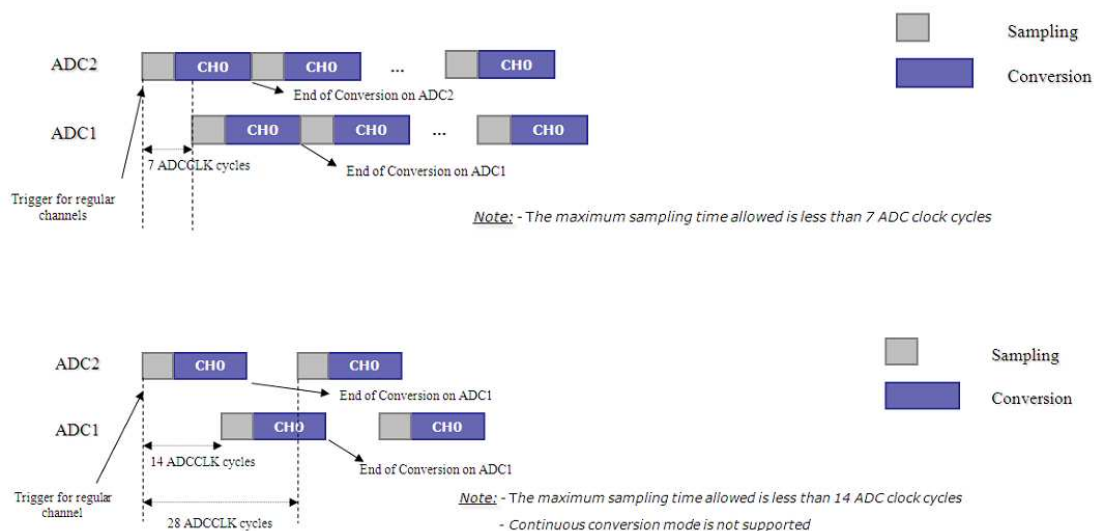 Sampling
ADC2 CH0 CH0 ... CH0
Conversion
End of Conversion on ADC2
ADC1 CH0 CH0 ... CH0
7 ADCCLK cycles
End of Conversion on ADC1
Trigger for regular
channels
Note: - The maximum sampling time allowed is less than 7 ADC clock cycles
ADC2 CH0 CH0
Sampling
End of Conversion on ADC1
Conversion
ADC1 CH0 CH0
14 ADCCLK cycles
End of Conversion on ADC1
Trigger for regular
channel
Note: - The maximum sampling time allowed is less than 14 ADC clock cycles
28 ADCCLK cycles
- Continuous conversion mode is not supported